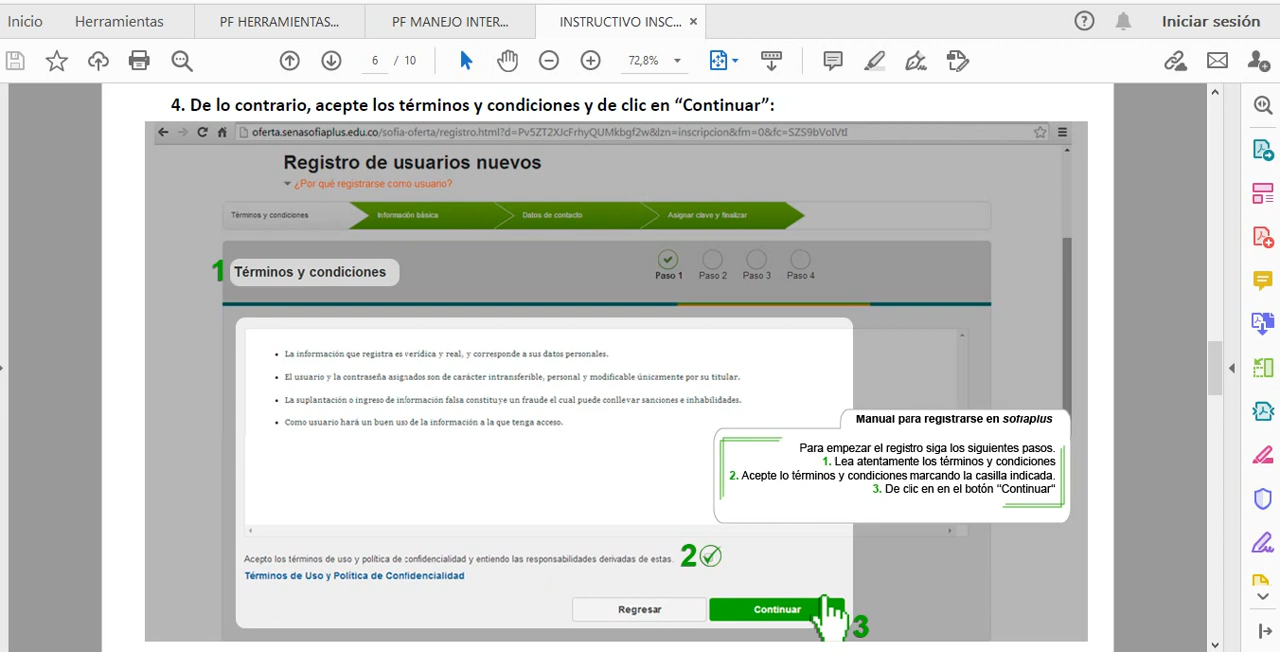 Inicio
Herramientas
PF HERRAMIENTAS...
PF MANEJO INTER...
INSTRUCTIVO INSC... ×
Iniciar sesión
6 / 10
72,8%
4. De lo contrario, acepte los términos y condiciones y de clic en “Continuar”:
oferta.senasofiaplus.edu.co/sofia-oferta/registro.html?d=Pv5ZT2XJcFrhyQUMkbgf2w&lzn=inscripcion&fm=0&fc=SZS9bVoIVtI
Registro de usuarios nuevos
¿Por qué registrarse como usuano?
Términos y condiciones
Información básica
Datos de contacto
Asignar clave y finalizar
1 Términos y condiciones
Paso 1
Paso 2
Paso 3
Paso 4
• La información que registra es verídica y real, y corresponde a sus datos personales.
• El usuario y la contraseña asignados son de carácter intransferible, personal y modificable únicamente por su titular.
• La suplantación o ingreso de información falsa constituye un fraude el cual puede conllevar sanciones e inhabilidades.
• Como usuario hará un buen uso de la información a la que tenga acceso.
Manual para registrarse en sofiaplus
Para empezar el registro siga los siguientes pasos.
1. Lea atentamente los términos y condiciones
2. Acepte lo términos y condiciones marcando la casilla indicada.
3. De clic en en el botón "Continuar"
Acepto los términos de uso y política de confidencialidad y entiendo las responsabilidades derivadas de estas. 2
Términos de Uso y Política de Confidencialidad
Regresar
Continuar
3